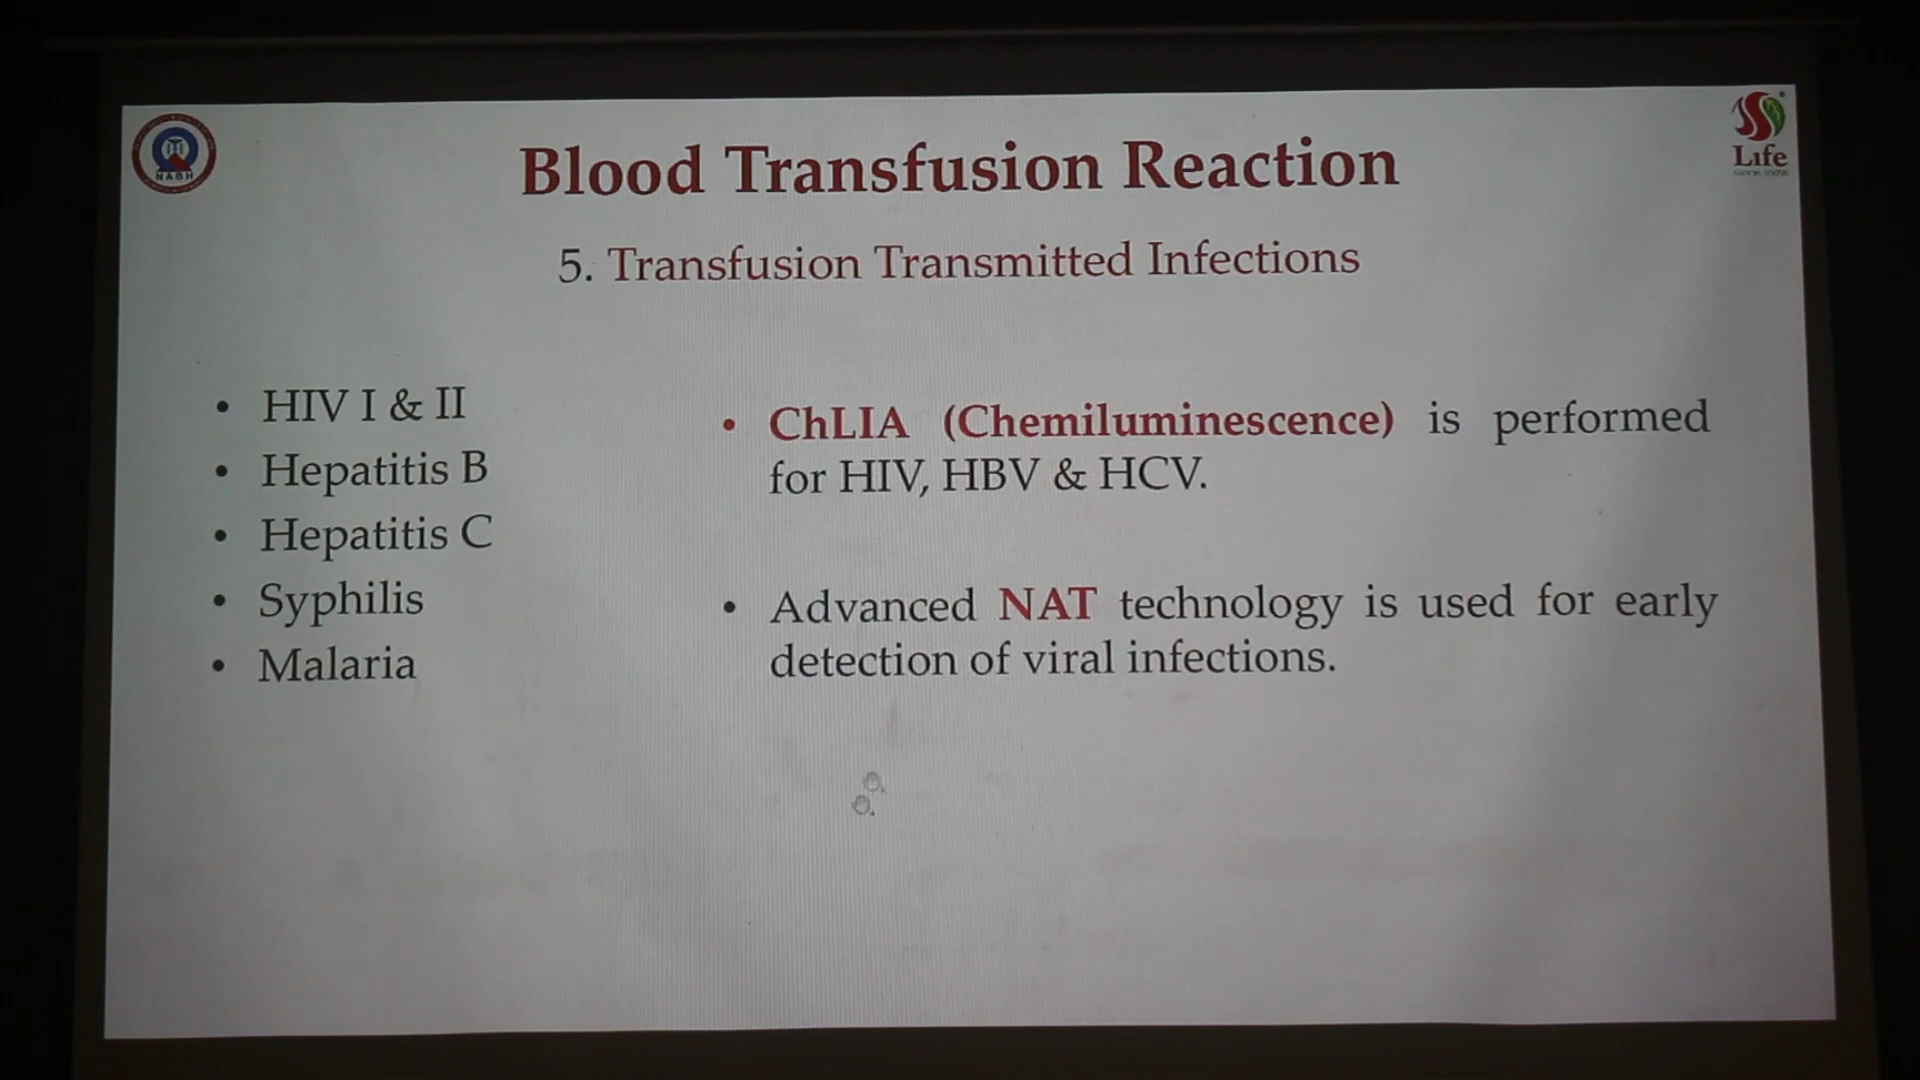 NABH
Life
Blood Transfusion Reaction
5. Transfusion Transmitted Infections
• HIV I & II
• Hepatitis B
• Hepatitis C
• Syphilis
• Malaria
• ChLIA (Chemiluminescence) is performed
for HIV, HBV & HCV.
• Advanced NAT technology is used for early
detection of viral infections.